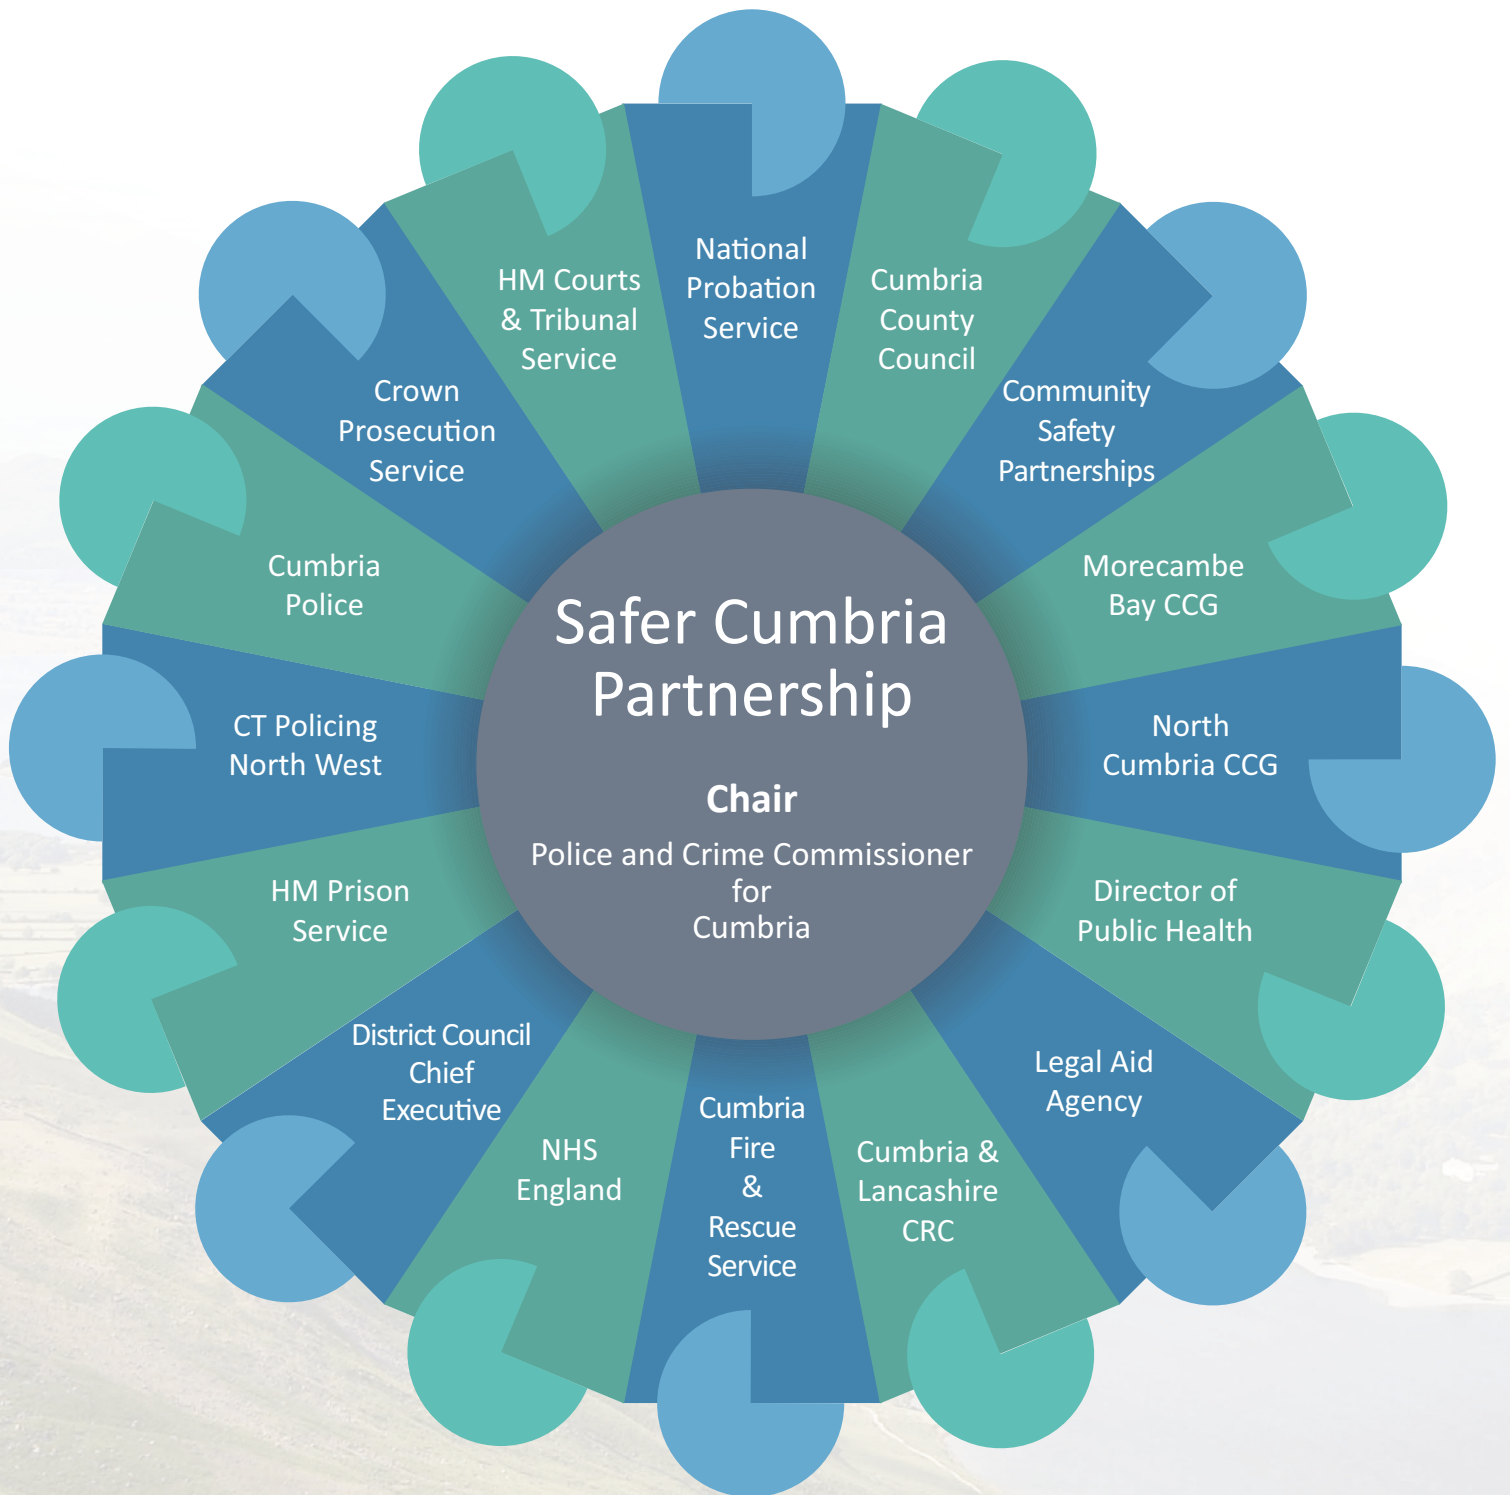 National
Probation
Service
Cumbria
County
Council
Community
Safety
Partnerships
Morecambe
Bay CCG
North
Cumbria CCG
Director of
Public Health
Legal Aid
Agency
Cumbria &
Lancashire
CRC
Cumbria
Fire
&
Rescue
Service
NHS
England
District Council
Chief
Executive
HM Prison
Service
CT Policing
North West
Cumbria
Police
Crown
Prosecution
Service
HM Courts
& Tribunal
Service
Safer Cumbria
Partnership
Chair
Police and Crime Commissioner
for
Cumbria